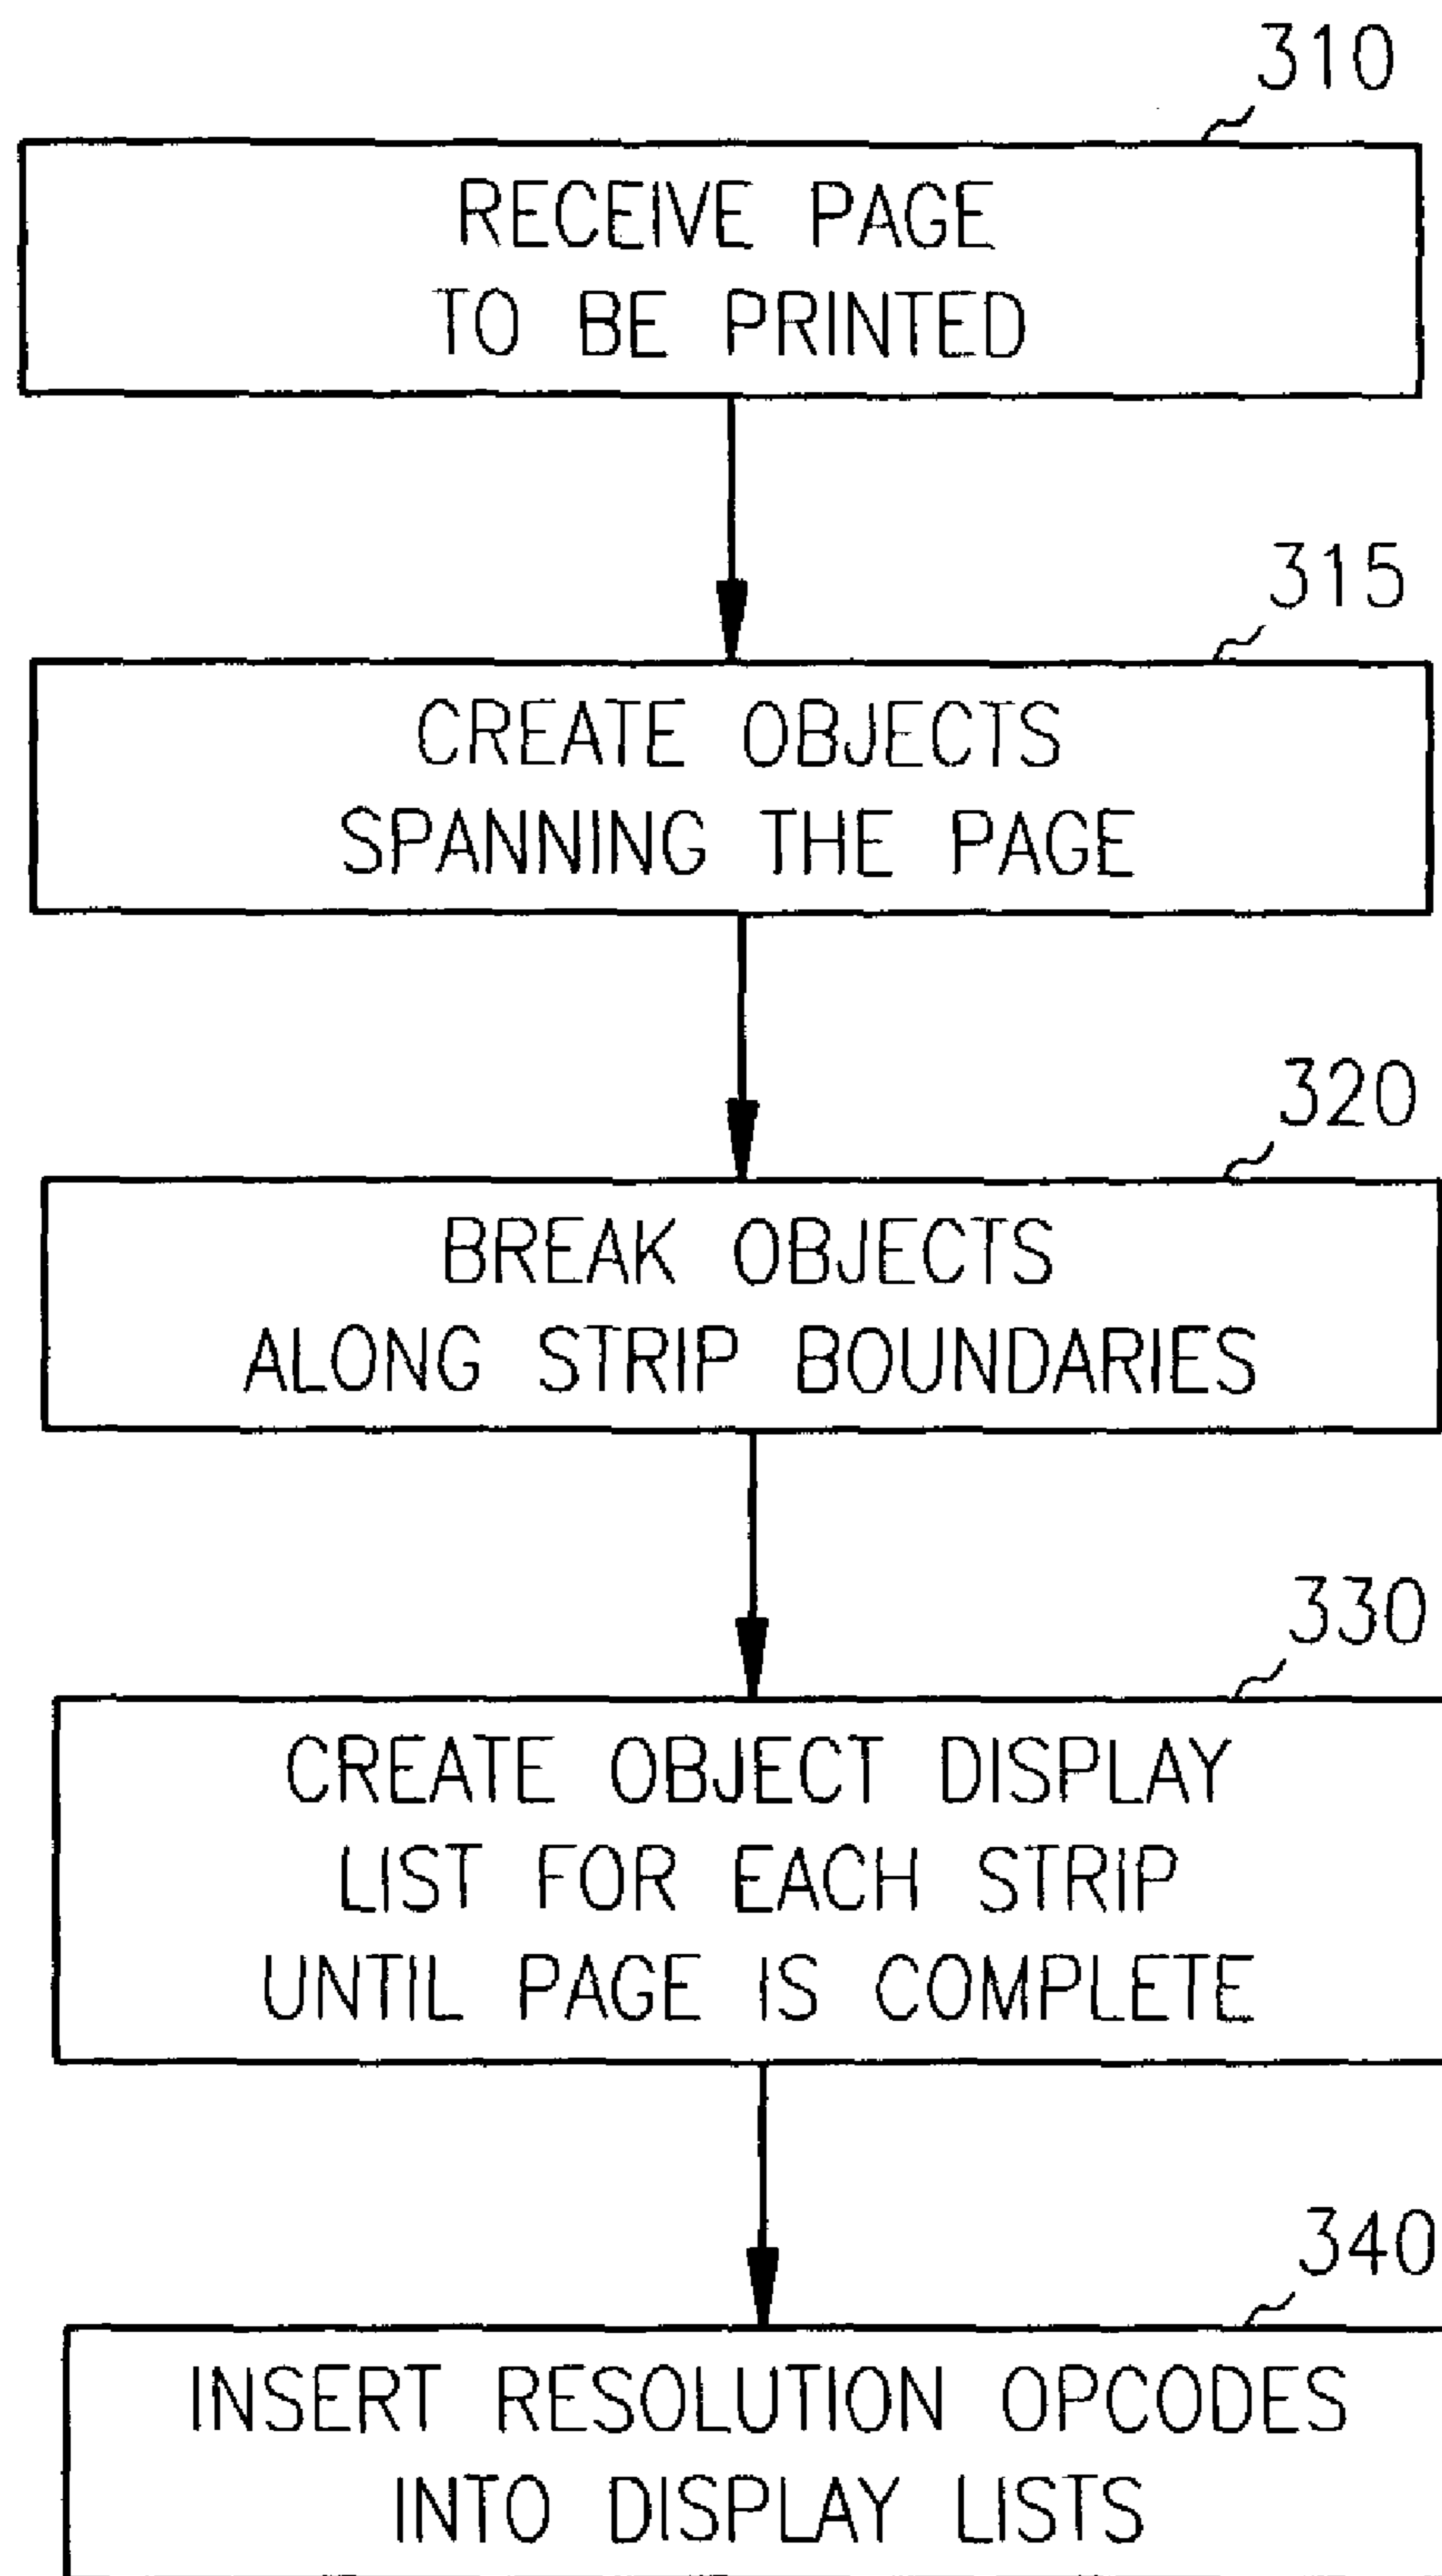 310
RECEIVE PAGE
TO BE PRINTED
315
CREATE OBJECTS
SPANNING THE PAGE
320
BREAK OBJECTS
ALONG STRIP BOUNDARIES
330
CREATE OBJECT DISPLAY
LIST FOR EACH STRIP
UNTIL PAGE IS COMPLETE
340
INSERT RESOLUTION OPCODES
INTO DISPLAY LISTS